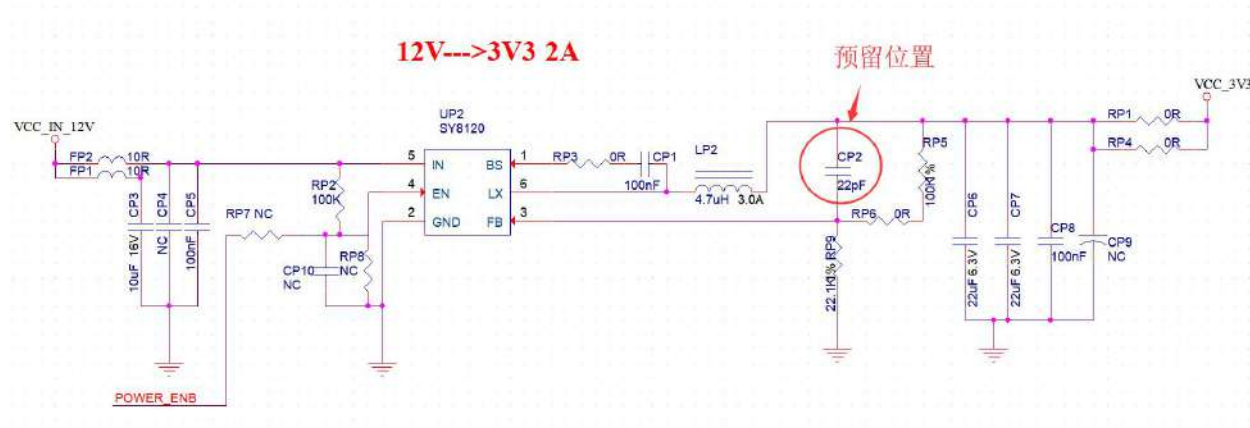 12V--->3V3 2A
预留位置
VCC_3V3
VCC_IN_12V
UP2
SY8120
RP1 0R
RP4 0R
FP2 10R
FP1 10R
5 IN
BS 1
4 EN
LX 6
2 GND
FB 3
RP3 0R
CP1
100nF
LP2
4.7uH 3.0A
CP2
22pF
RP5
100K1%
RP6 0R
RP9
22.1K1%
RP2
100K
RP7 NC
CP3
10uF 16V
CP4
NC
CP5
100nF
CP10
NC
RP8
NC
CP6
22uF 6.3V
CP7
22uF 6.3V
CP8
100nF
CP9
NC
POWER_ENB